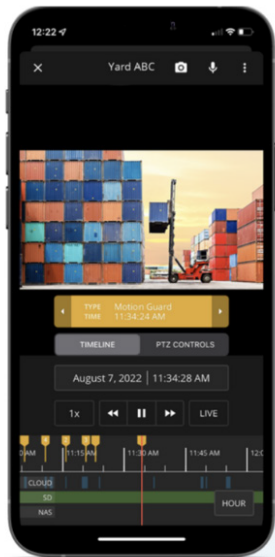 12:22
Yard ABC
TYPE Motion Guard
TIME 11:34:24 AM
TIMELINE PTZ CONTROLS
August 7, 2022 | 11:34:28 AM
1x LIVE
11:15 AM 11:30 AM 11:45 AM
CLOUD
SD
HOUR
NAS